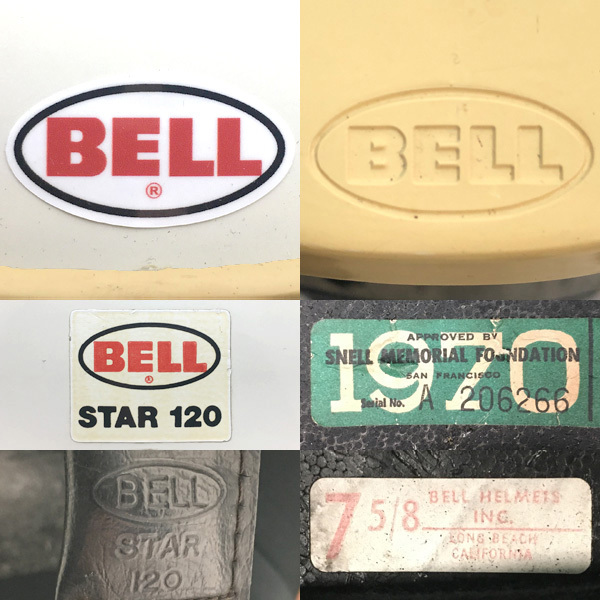 BELL
®
BELL
BELL
®
STAR 120
1970
APPROVED BY
SNELL MEMORIAL FOUNDATION
SAN FRANCISCO
Serial No. A 206266
BELL
STAR
120
7 5/8
BELL HELMETS
INC.
LONG BEACH
CALIFORNIA